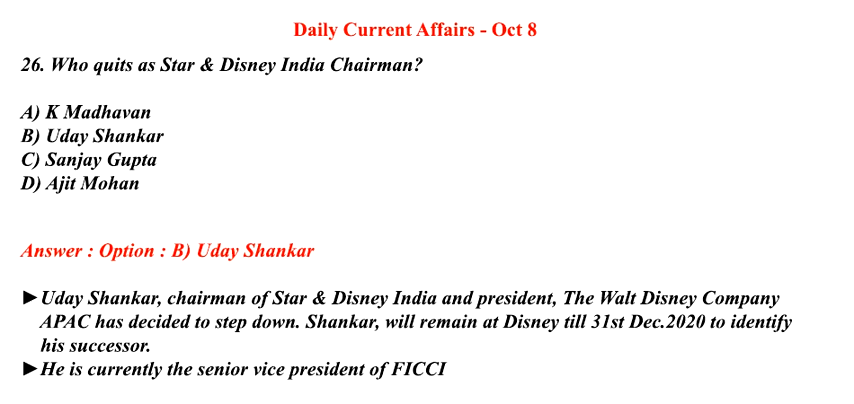 Daily Current Affairs - Oct 8
26. Who quits as Star & Disney India Chairman?
A) K Madhavan
B) Uday Shankar
C) Sanjay Gupta
D) Ajit Mohan
Answer : Option : B) Uday Shankar
►Uday Shankar, chairman of Star & Disney India and president, The Walt Disney Company
APAC has decided to step down. Shankar, will remain at Disney till 31st Dec.2020 to identify
his successor.
►He is currently the senior vice president of FICCI